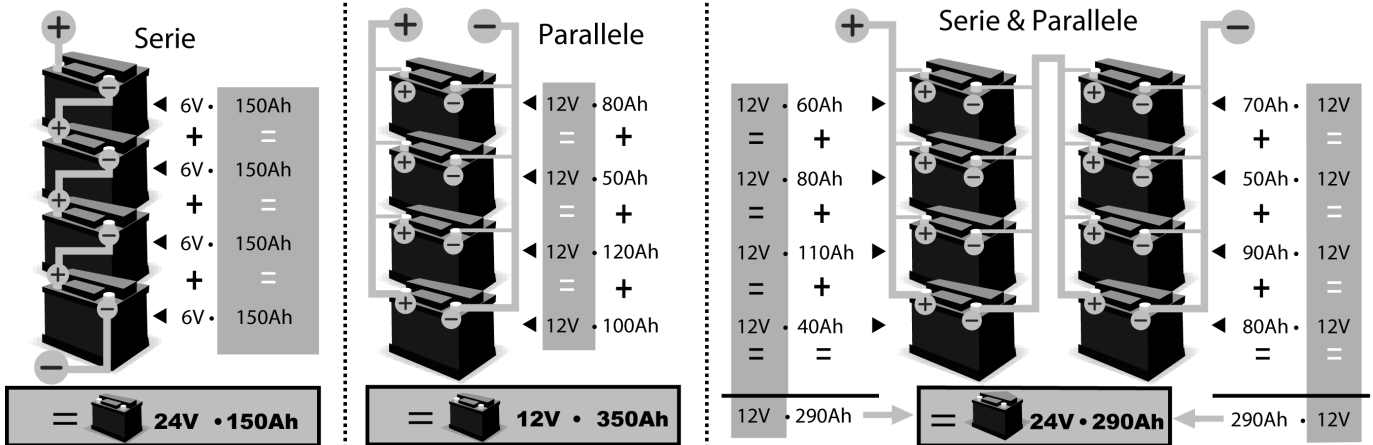 Serie
+
−
6V · 150Ah
+ =
+
−
6V · 150Ah
+ =
+
−
6V · 150Ah
+ =
+
−
6V · 150Ah
−
= 24V · 150Ah
+ − Parallele
+ − 12V · 80Ah
= +
+ − 12V · 50Ah
= +
+ − 12V · 120Ah
= +
+ − 12V · 100Ah
= 12V · 350Ah
Serie & Parallele
+ −
12V · 60Ah + − + − 70Ah · 12V
= + + =
12V · 80Ah + − + − 50Ah · 12V
= + + =
12V · 110Ah + − + − 90Ah · 12V
= + + =
12V · 40Ah + − + − 80Ah · 12V
= = = =
12V · 290Ah = 24V · 290Ah 290Ah · 12V